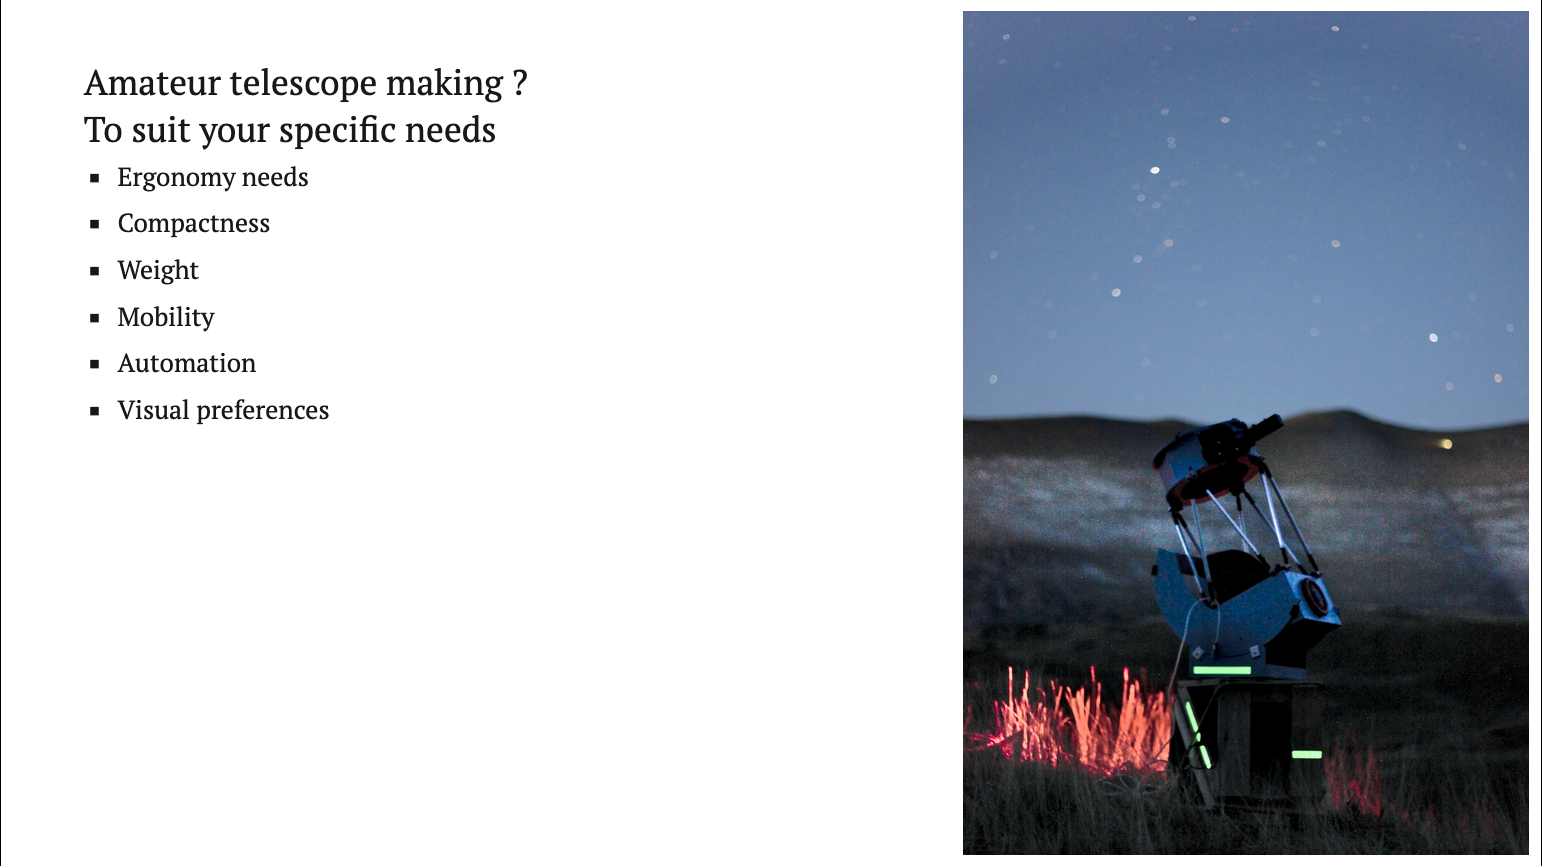 Amateur telescope making ?
To suit your specific needs
▪ Ergonomy needs
▪ Compactness
▪ Weight
▪ Mobility
▪ Automation
▪ Visual preferences